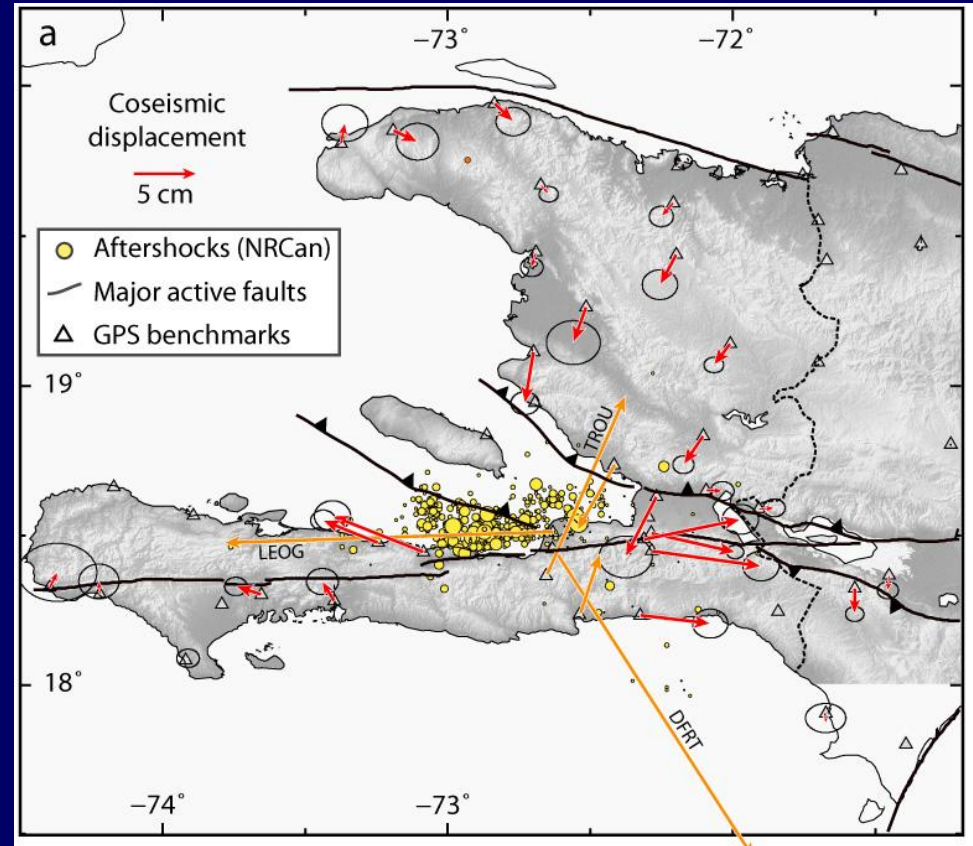 a
−73°
−72°
Coseismic
displacement
5 cm
Aftershocks (NRCan)
Major active faults
GPS benchmarks
19°
TROU
LEOG
18°
DFRT
−74°
−73°